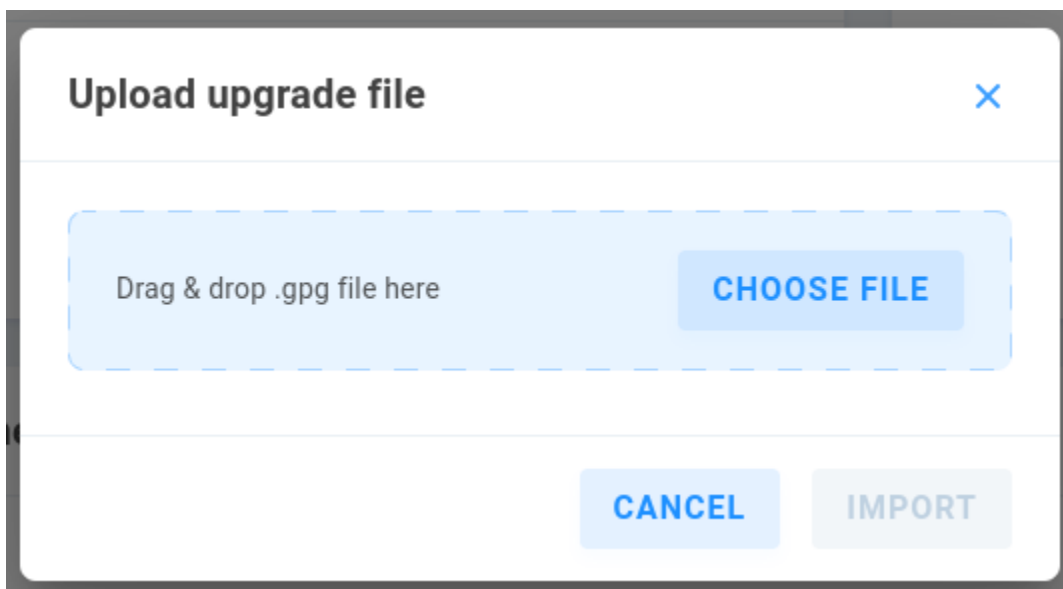 Upload upgrade file
Drag & drop .gpg file here
CHOOSE FILE
CANCEL
IMPORT